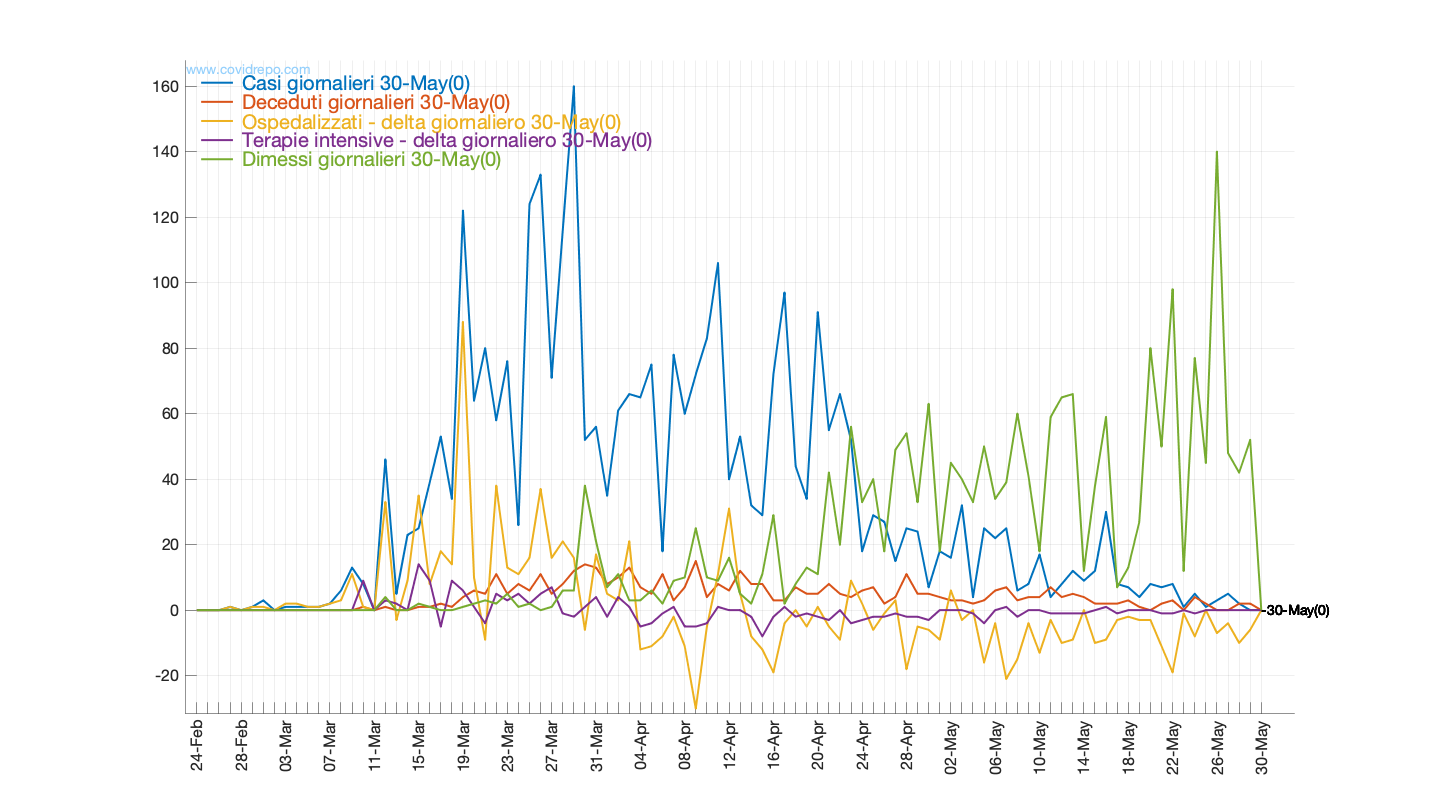 www.covidrepo.com
Casi giornalieri 30-May(0)
Deceduti giornalieri 30-May(0)
Ospedalizzati - delta giornaliero 30-May(0)
Terapie intensive - delta giornaliero 30-May(0)
Dimessi giornalieri 30-May(0)
160
140
120
100
80
60
40
20
0
-20
-30-May(0)
24-Feb
28-Feb
03-Mar
07-Mar
11-Mar
15-Mar
19-Mar
23-Mar
27-Mar
31-Mar
04-Apr
08-Apr
12-Apr
16-Apr
20-Apr
24-Apr
28-Apr
02-May
06-May
10-May
14-May
18-May
22-May
26-May
30-May